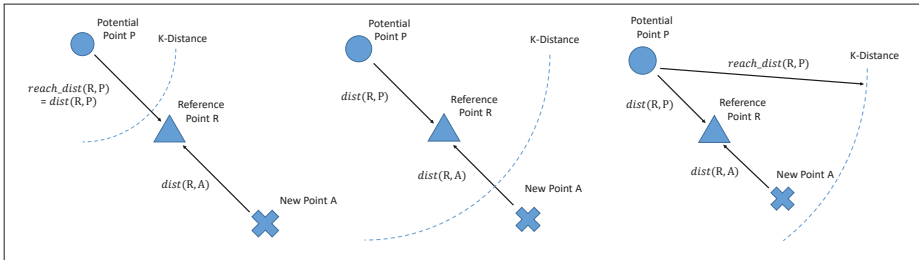 Potential
Point P
K-Distance
reach_dist(R, P)
= dist(R, P)
Reference
Point R
dist(R, A)
New Point A
Potential
Point P
K-Distance
dist(R, P)
Reference
Point R
dist(R, A)
New Point A
Potential
Point P
K-Distance
reach_dist(R, P)
dist(R, P)
Reference
Point R
dist(R, A)
New Point A